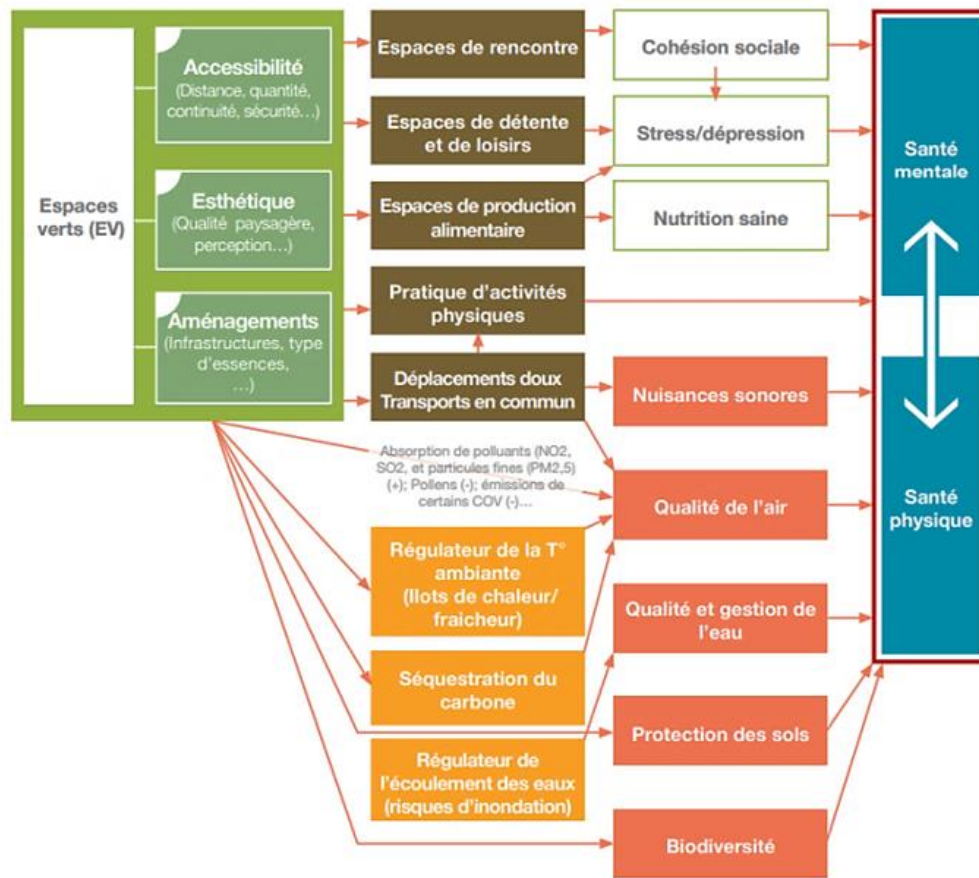 Espaces
verts (EV)
Accessibilité
(Distance, quantité,
continuité, sécurité…)
Esthétique
(Qualité paysagère,
perception…)
Aménagements
(Infrastructures, type
d'essences,
…)
Espaces de rencontre
Espaces de détente
et de loisirs
Espaces de production
alimentaire
Pratique d'activités
physiques
Déplacements doux
Transports en commun
Absorption de polluants (NO2,
SO2, et particules fines (PM2,5)
(+); Pollens (-); émissions de
certains COV (-)…
Régulateur de la T°
ambiante
(Ilots de chaleur/
fraicheur)
Séquestration du
carbone
Régulateur de
l'écoulement des eaux
(risques d'inondation)
Cohésion sociale
Stress/dépression
Nutrition saine
Nuisances sonores
Qualité de l'air
Qualité et gestion de
l'eau
Protection des sols
Biodiversité
Santé
mentale
Santé
physique